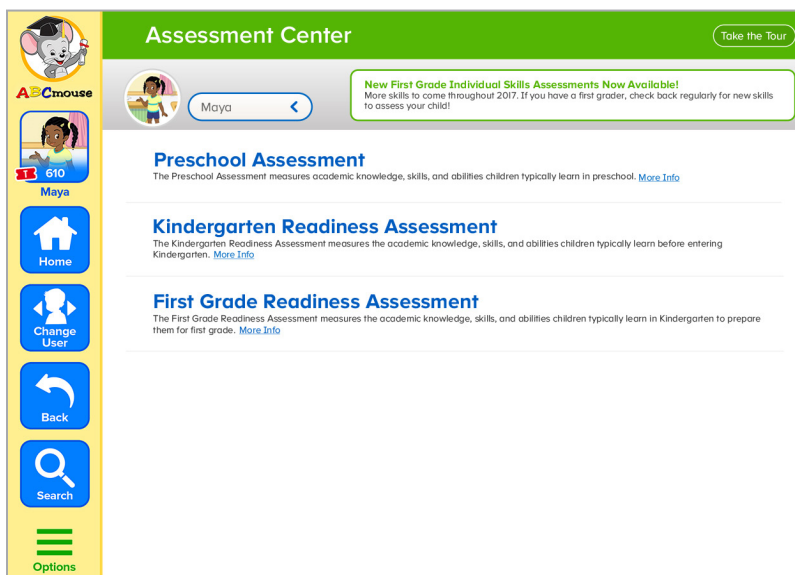 Assessment Center
Take the Tour
ABCmouse
Maya
New First Grade Individual Skills Assessments Now Available!
More skills to come throughout 2017. If you have a first grader, check back regularly for new skills
to assess your child!
T 610
Maya
Preschool Assessment
The Preschool Assessment measures academic knowledge, skills, and abilities children typically learn in preschool. More Info
Home
Kindergarten Readiness Assessment
The Kindergarten Readiness Assessment measures the academic knowledge, skills, and abilities children typically learn before entering
Kindergarten. More Info
Change
User
First Grade Readiness Assessment
The First Grade Readiness Assessment measures the academic knowledge, skills, and abilities children typically learn in Kindergarten to prepare
them for first grade. More Info
Back
Search
Options